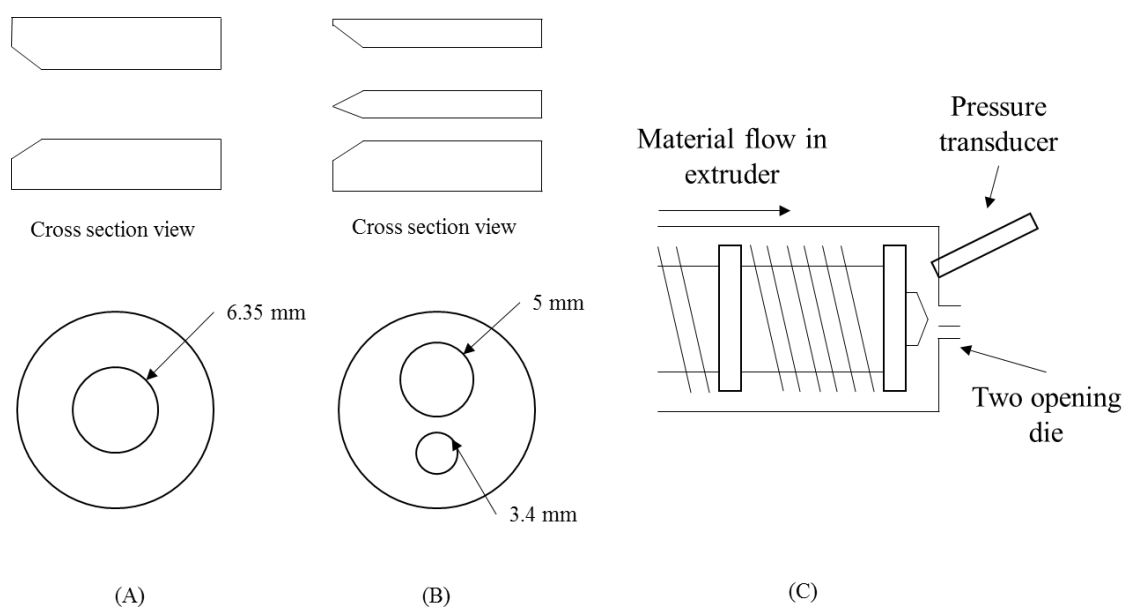 Cross section view
6.35 mm
(A)
Cross section view
5 mm
3.4 mm
(B)
Material flow in
extruder
Pressure
transducer
Two opening
die
(C)